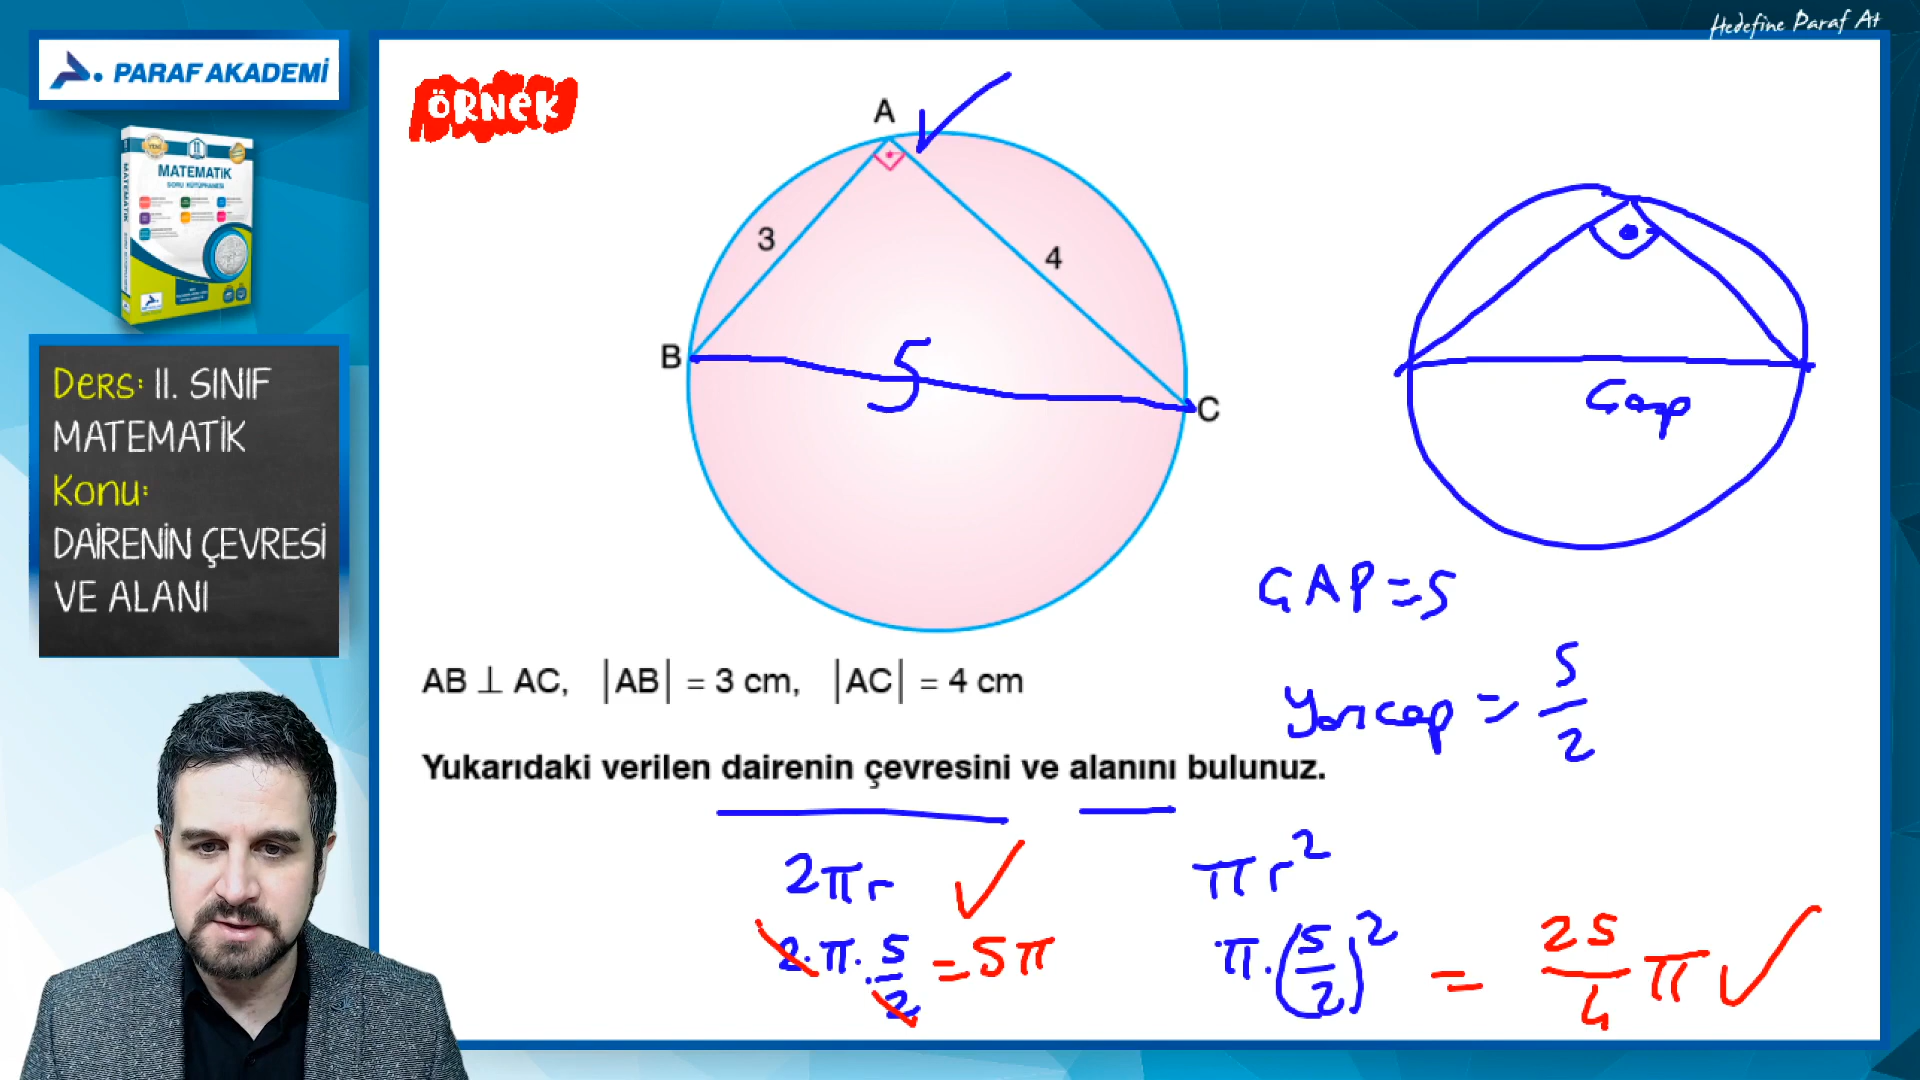 Hedefine Paraf At
PARAF AKADEMİ
MATEMATİK
SORU KÜTÜPHANESİ
Ders: 11. SINIF
MATEMATİK
Konu:
DAİRENİN ÇEVRESİ
VE ALANI
ÖRNEK
A
3
4
B
5
C
Çap
ÇAP = 5
Yarıçap = 5/2
AB ⊥ AC, |AB| = 3 cm, |AC| = 4 cm
Yukarıdaki verilen dairenin çevresini ve alanını bulunuz.
2πr ✓
2.π.5/2 = 5π
πr²
π.(5/2)² = 25/4 π ✓